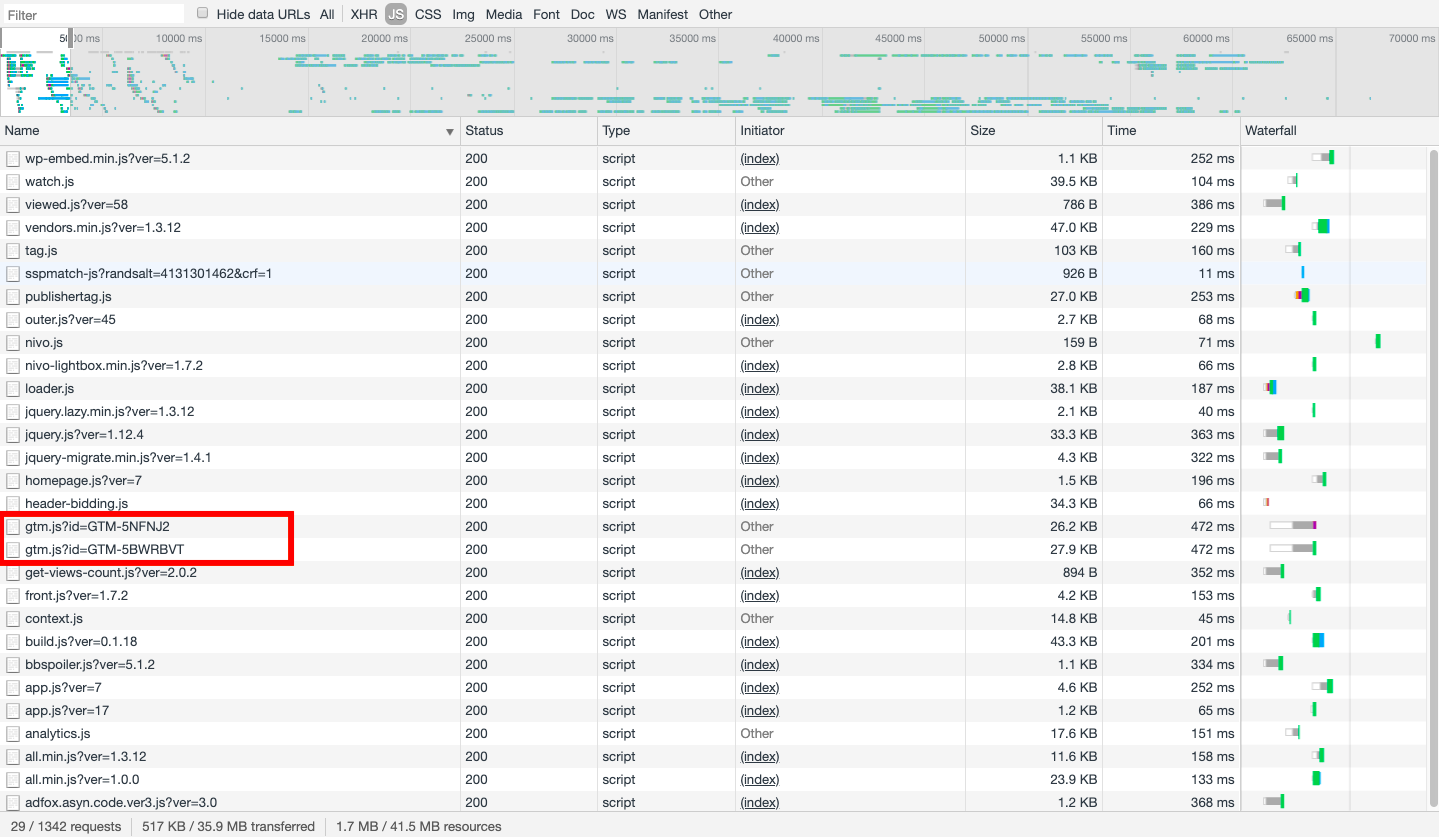 Filter Hide data URLs All XHR JS CSS Img Media Font Doc WS Manifest Other
10000 ms 15000 ms 20000 ms 25000 ms 30000 ms 35000 ms 40000 ms 45000 ms 50000 ms 55000 ms 60000 ms 65000 ms 70000 ms
Name Status Type Initiator Size Time Waterfall
wp-embed.min.js?ver=5.1.2 200 script (index) 1.1 KB 252 ms
watch.js 200 script Other 39.5 KB 104 ms
viewed.js?ver=58 200 script (index) 786 B 386 ms
vendors.min.js?ver=1.3.12 200 script (index) 47.0 KB 229 ms
tag.js 200 script Other 103 KB 160 ms
sspmatch-js?randsalt=4131301462&crf=1 200 script Other 926 B 11 ms
publishertag.js 200 script Other 27.0 KB 253 ms
outer.js?ver=45 200 script (index) 2.7 KB 68 ms
nivo.js 200 script Other 159 B 71 ms
nivo-lightbox.min.js?ver=1.7.2 200 script (index) 2.8 KB 66 ms
loader.js 200 script (index) 38.1 KB 187 ms
jquery.lazy.min.js?ver=1.3.12 200 script (index) 2.1 KB 40 ms
jquery.js?ver=1.12.4 200 script (index) 33.3 KB 363 ms
jquery-migrate.min.js?ver=1.4.1 200 script (index) 4.3 KB 322 ms
homepage.js?ver=7 200 script (index) 1.5 KB 196 ms
header-bidding.js 200 script (index) 34.3 KB 66 ms
gtm.js?id=GTM-5NFNJ2 200 script Other 26.2 KB 472 ms
gtm.js?id=GTM-5BWRBVT 200 script Other 27.9 KB 472 ms
get-views-count.js?ver=2.0.2 200 script (index) 894 B 352 ms
front.js?ver=1.7.2 200 script (index) 4.2 KB 153 ms
context.js 200 script Other 14.8 KB 45 ms
build.js?ver=0.1.18 200 script (index) 43.3 KB 201 ms
bbspoiler.js?ver=5.1.2 200 script (index) 1.1 KB 334 ms
app.js?ver=7 200 script (index) 4.6 KB 252 ms
app.js?ver=17 200 script (index) 1.2 KB 65 ms
analytics.js 200 script Other 17.6 KB 151 ms
all.min.js?ver=1.3.12 200 script (index) 11.6 KB 158 ms
all.min.js?ver=1.0.0 200 script (index) 23.9 KB 133 ms
adfox.asyn.code.ver3.js?ver=3.0 200 script (index) 1.2 KB 368 ms
29 / 1342 requests 517 KB / 35.9 MB transferred 1.7 MB / 41.5 MB resources